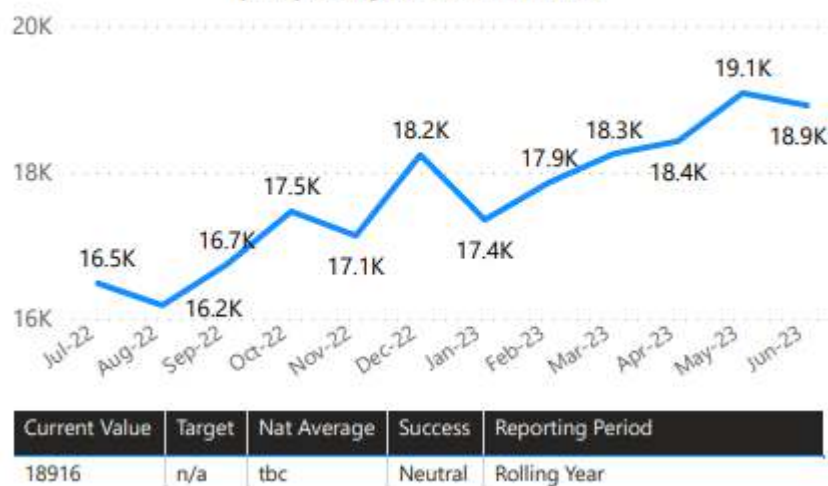 20K
19.1K
18.2K
18.3K
18.9K
17.9K
18K
18.4K
17.5K
16.7K
17.4K
17.1K
16.5K
16.2K
16K
Jul-22 Aug-22 Sep-22 Oct-22 Nov-22 Dec-22 Jan-23 Feb-23 Mar-23 Apr-23 May-23 Jun-23
Current Value Target Nat Average Success Reporting Period
18916 n/a tbc Neutral Rolling Year